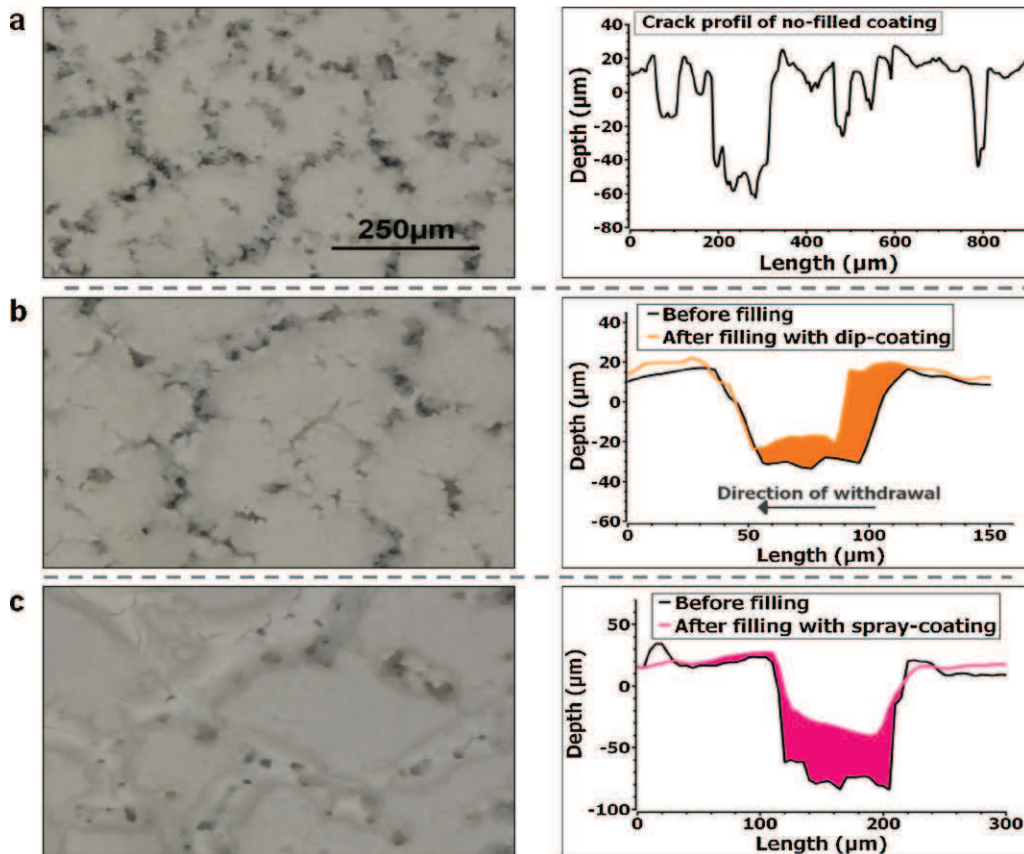 a
250µm
Crack profil of no-filled coating
40
20
0
-20
-40
-60
-80
Depth (µm)
0
200
400
600
800
Length (µm)
b
Before filling
After filling with dip-coating
40
20
0
-20
-40
-60
Depth (µm)
Direction of withdrawal
0
50
100
150
Length (µm)
c
Before filling
After filling with spray-coating
50
0
-50
-100
Depth (µm)
0
100
200
300
Length (µm)